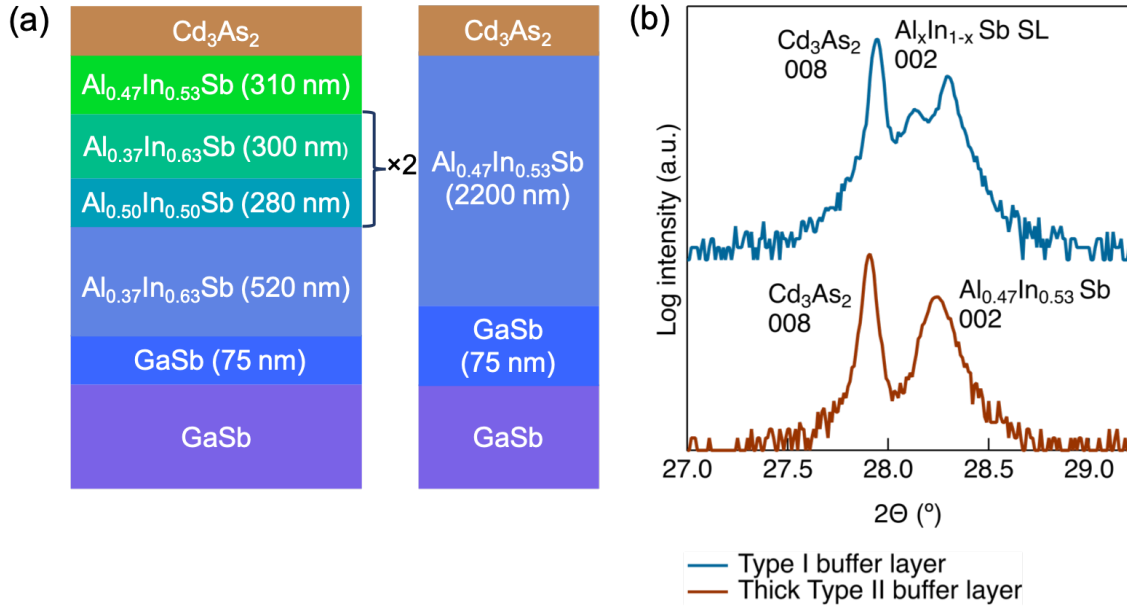 (a)
Cd₃As₂
Al₀.₄₇In₀.₅₃Sb (310 nm)
Al₀.₃₇In₀.₆₃Sb (300 nm)
×2
Al₀.₅₀In₀.₅₀Sb (280 nm)
Al₀.₃₇In₀.₆₃Sb (520 nm)
GaSb (75 nm)
GaSb
Cd₃As₂
Al₀.₄₇In₀.₅₃Sb
(2200 nm)
GaSb
(75 nm)
GaSb
(b)
Log intensity (a.u.)
Cd₃As₂
008
AlₓIn₁₋ₓ Sb SL
002
Cd₃As₂
008
Al₀.₄₇In₀.₅₃ Sb
002
27.0 27.5 28.0 28.5 29.0
2Θ (º)
Type I buffer layer
Thick Type II buffer layer